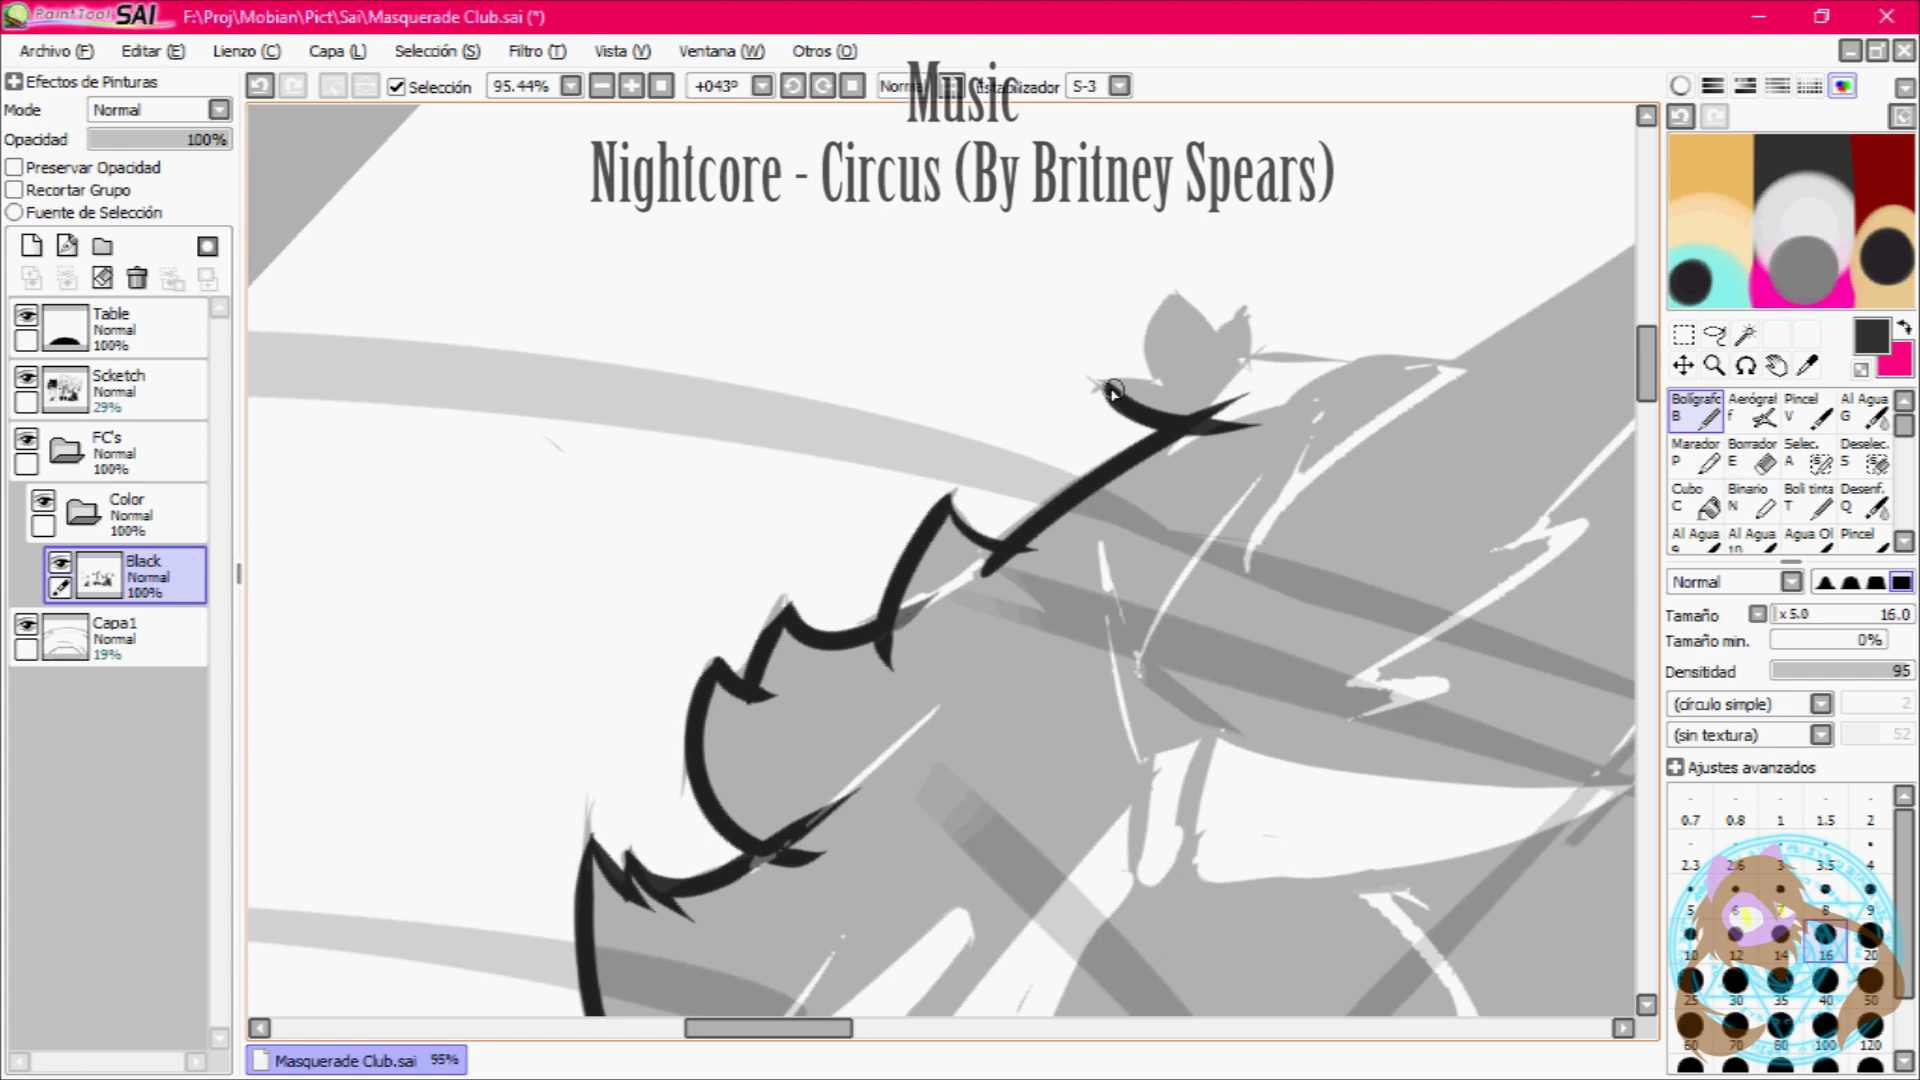 PaintTool SAI F:\Proj\Mobian\Pict\Sai\Masquerade Club.sai (*)
Archivo (F) Editar (E) Lienzo (C) Capa (L) Selección (S) Filtro (T) Vista (V) Ventana (W) Otros (O)
Selección 95.44% +043º Normal Estabilizador S-3
Music
Nightcore - Circus (By Britney Spears)
Efectos de Pinturas
Mode Normal
Opacidad 100%
Preservar Opacidad
Recortar Grupo
Fuente de Selección
Table
Normal
100%
Scketch
Normal
29%
FC's
Normal
100%
Color
Normal
100%
Black
Normal
100%
Capa1
Normal
19%
Masquerade Club.sai 95%
Boligrafc Aerógraf Pincel Al Agua
B f V G
Marador Borrador Selec. Deselec.
P E A S
Cubo Binario Boli tinta Desenf.
C N T Q
Al Agua Al Agua Agua Ol Pincel
9 10
Normal
Tamaño x 5.0 16.0
Tamaño min. 0%
Densitidad 95
(círculo simple) 2
(sin textura) 52
Ajustes avanzados
0.7 0.8 1 1.5 2
2.3 2.6 3 3.5 4
5 6 7 8 9
10 12 14 16 20
25 30 35 40 50
60 70 80 100 120